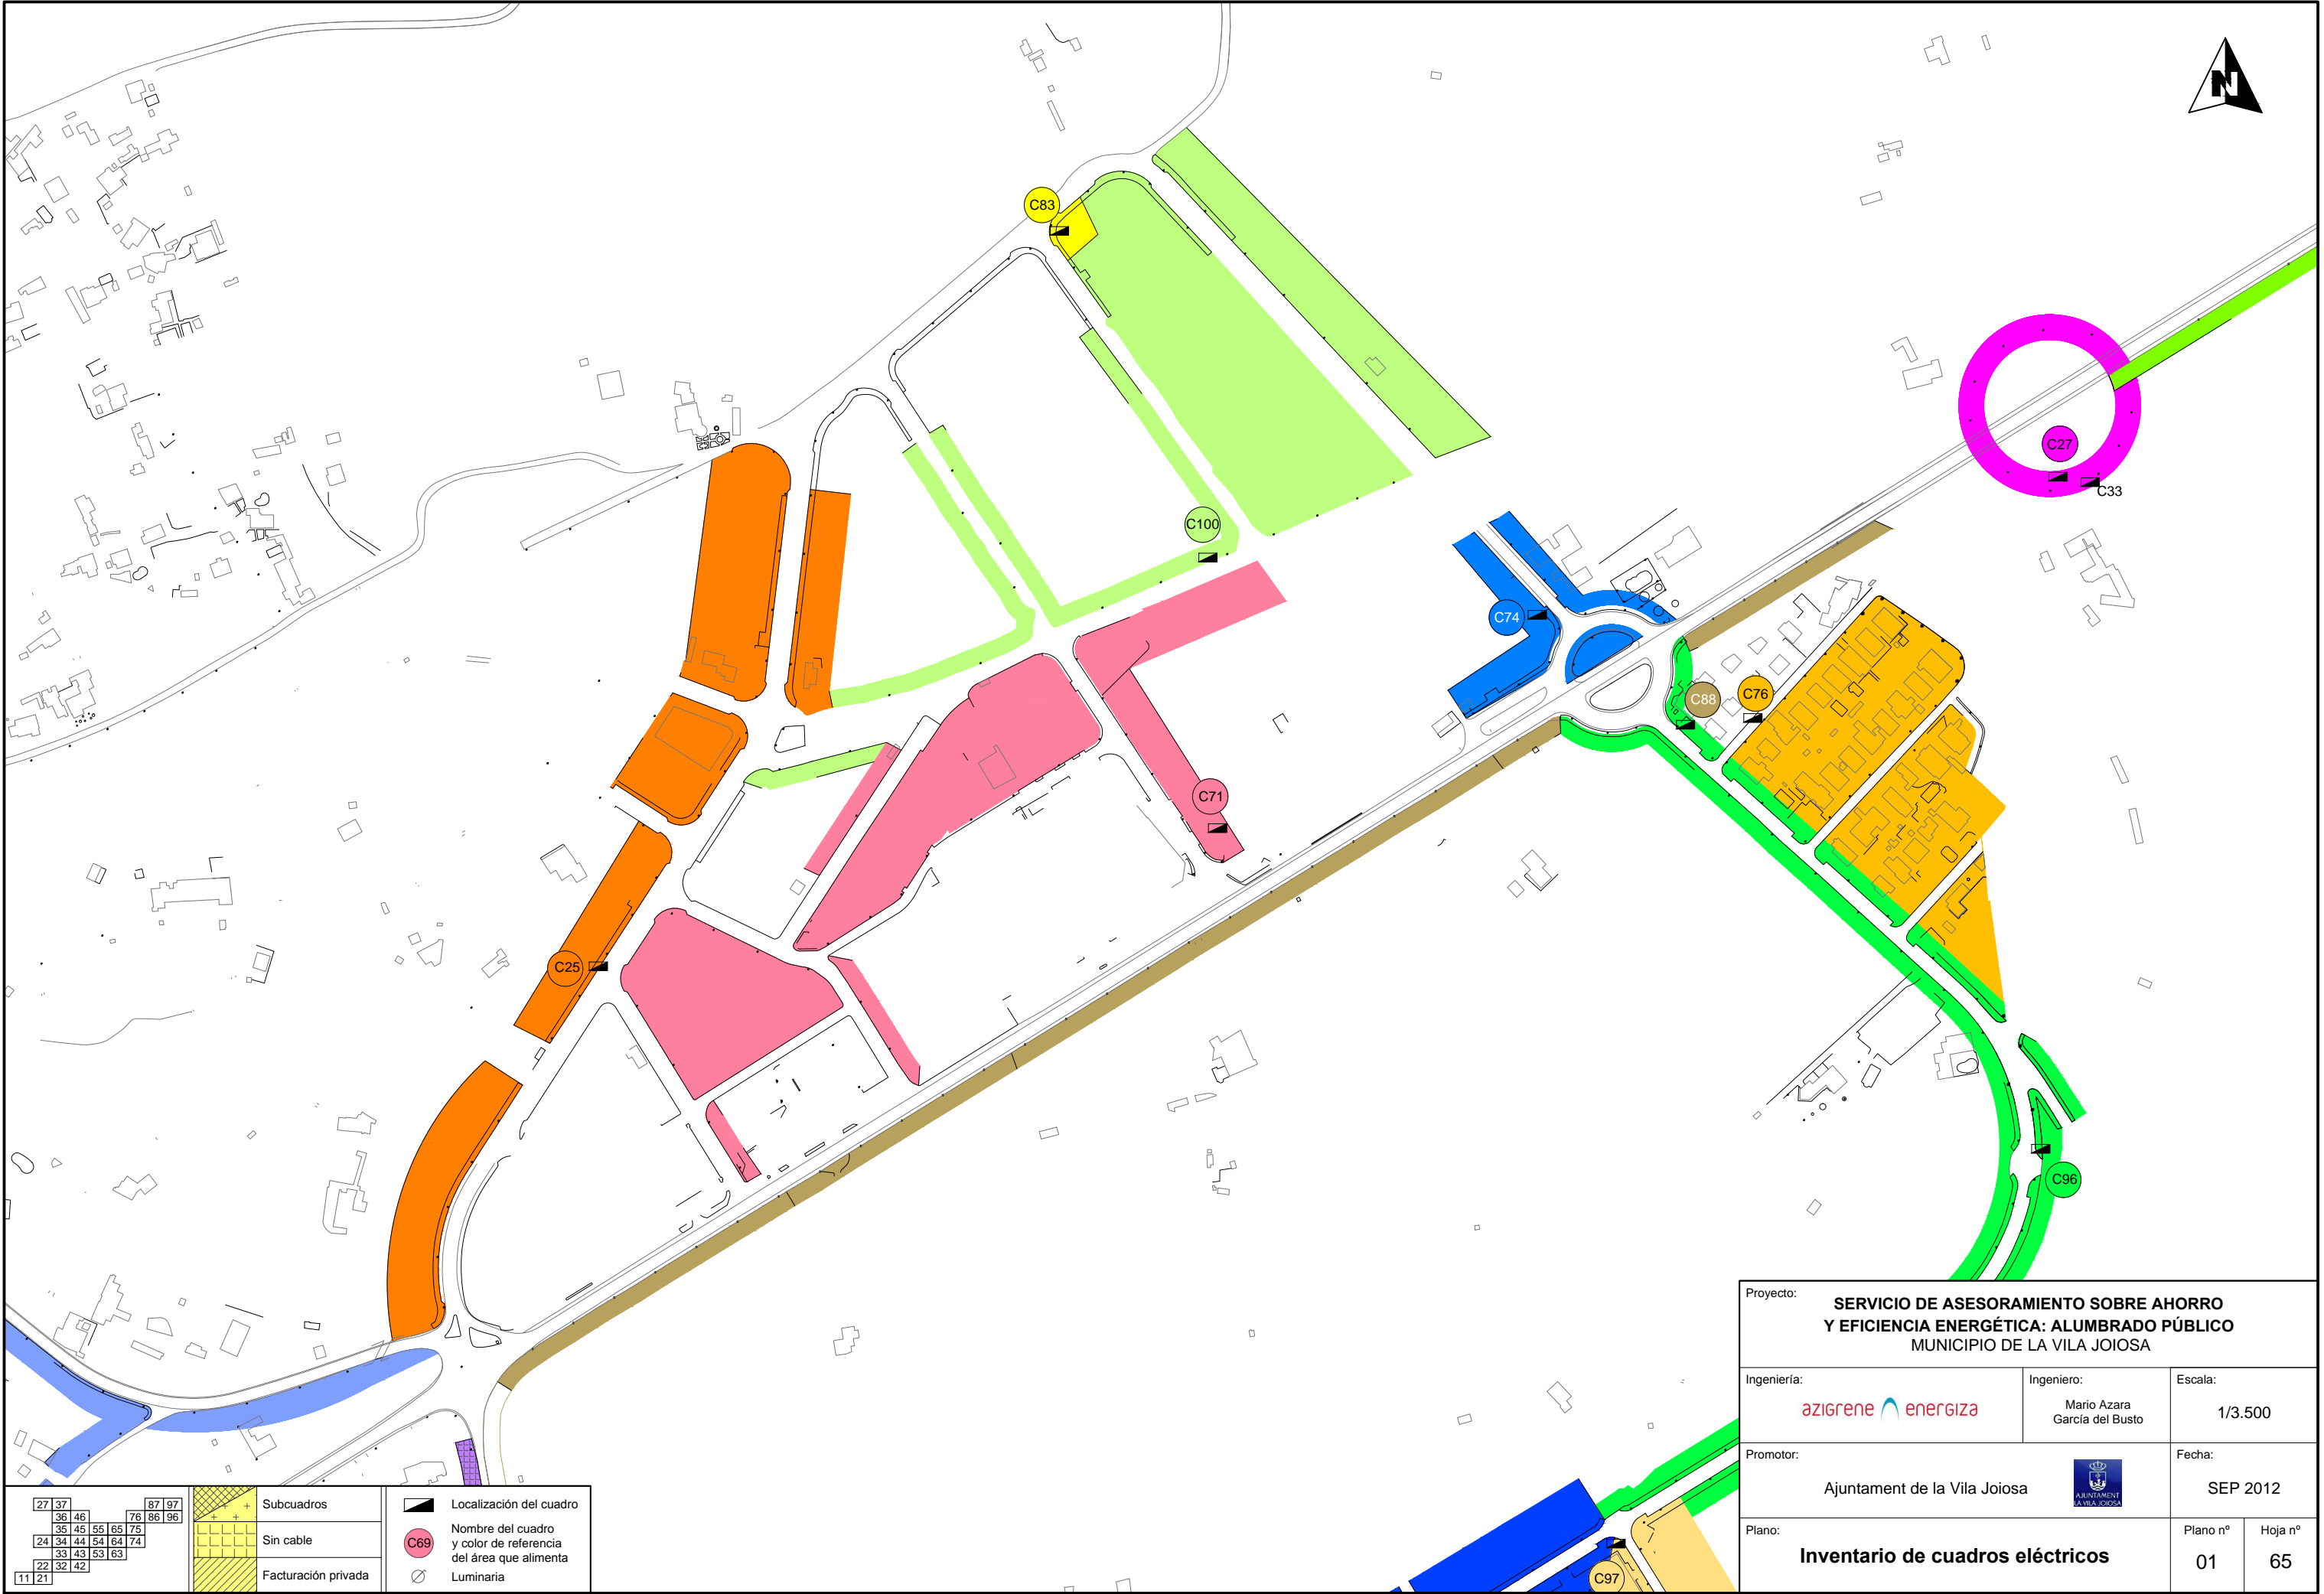 N
C83
C27
C33
C100
C74
C88
C76
C71
C25
C96
C97
Proyecto:
SERVICIO DE ASESORAMIENTO SOBRE AHORRO
Y EFICIENCIA ENERGÉTICA: ALUMBRADO PÚBLICO
MUNICIPIO DE LA VILA JOIOSA
Ingeniería:
azigrene energiza
Ingeniero:
Mario Azara
García del Busto
Escala:
1/3.500
Promotor:
Ajuntament de la Vila Joiosa
AJUNTAMENT
LA VILA JOIOSA
Fecha:
SEP 2012
Plano:
Inventario de cuadros eléctricos
Plano nº
01
Hoja nº
65
27 37 87 97
36 46 76 86 96
35 45 55 65 75
24 34 44 54 64 74
33 43 53 63
22 32 42
11 21
Subcuadros
Sin cable
Facturación privada
Localización del cuadro
C69
Nombre del cuadro
y color de referencia
del área que alimenta
Luminaria